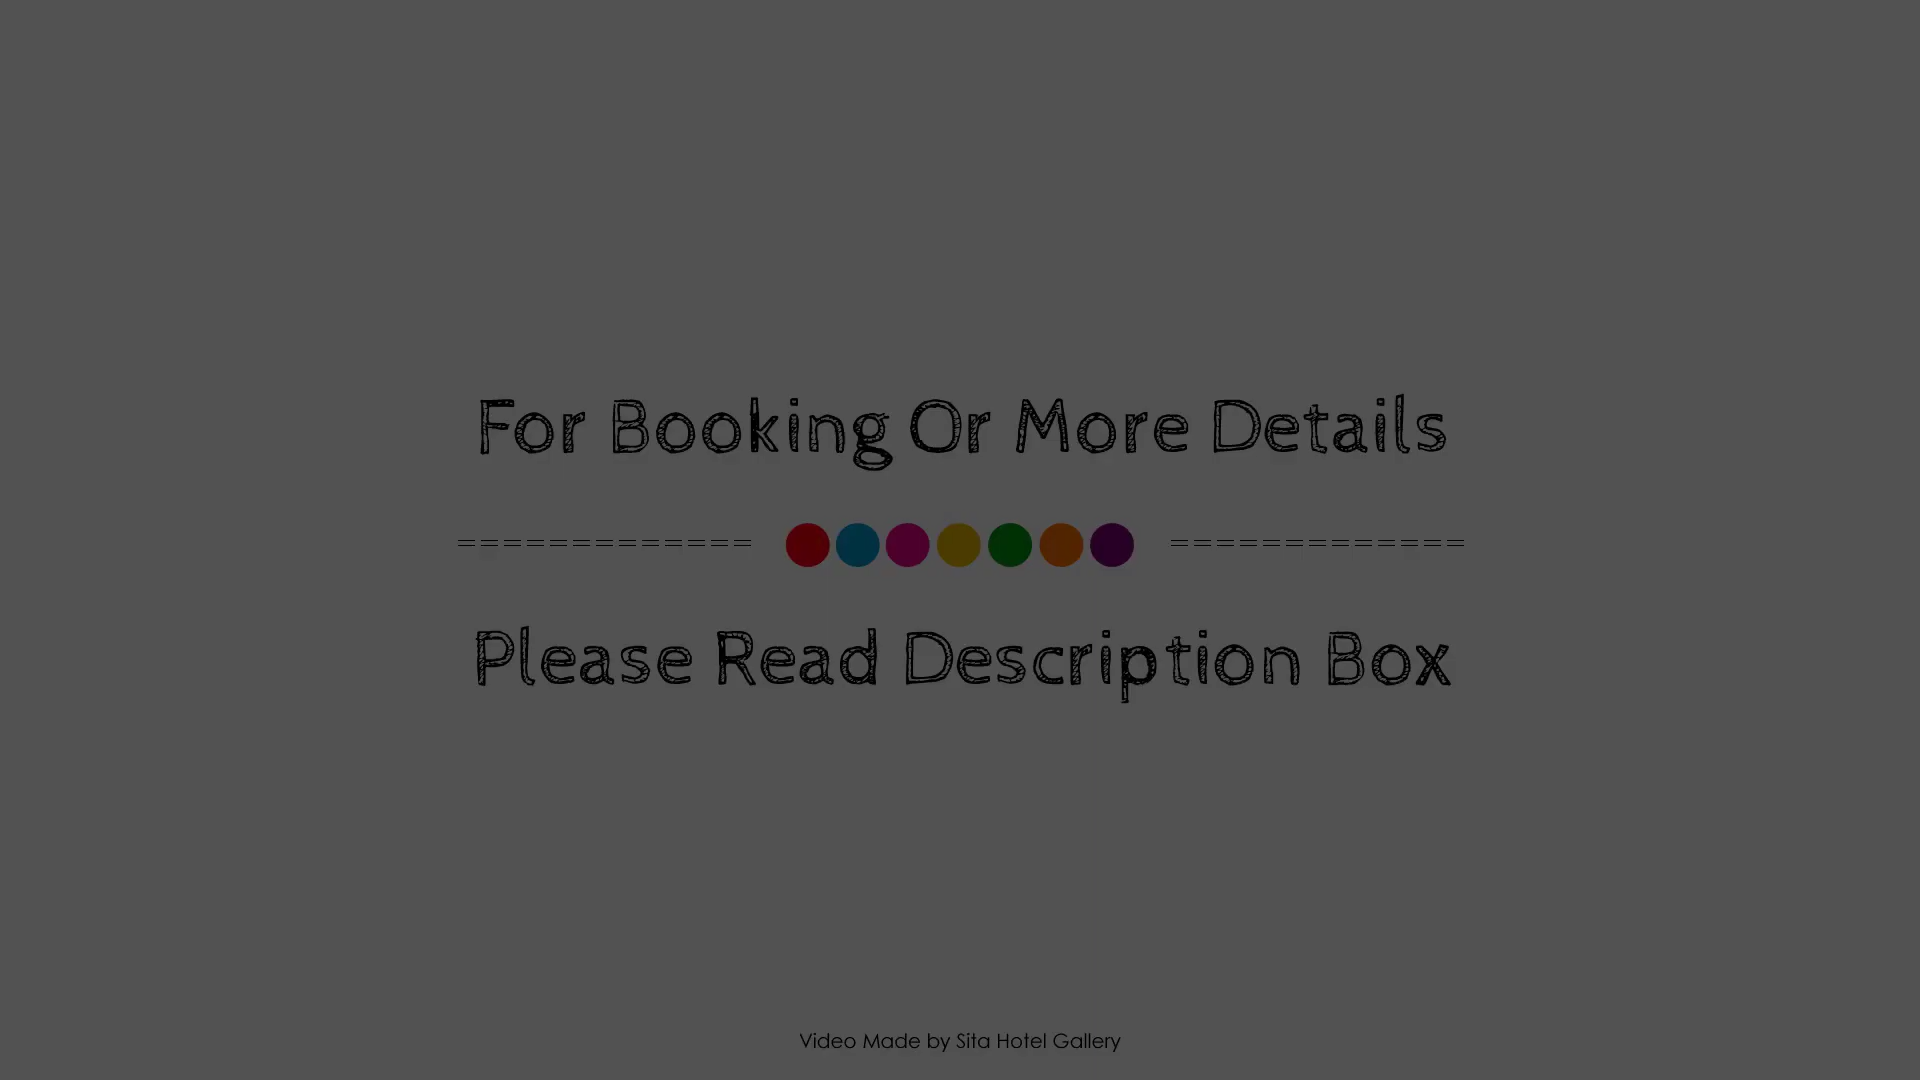 For Booking Or More Details
============= =============
Please Read Description Box
Video Made by Sita Hotel Gallery